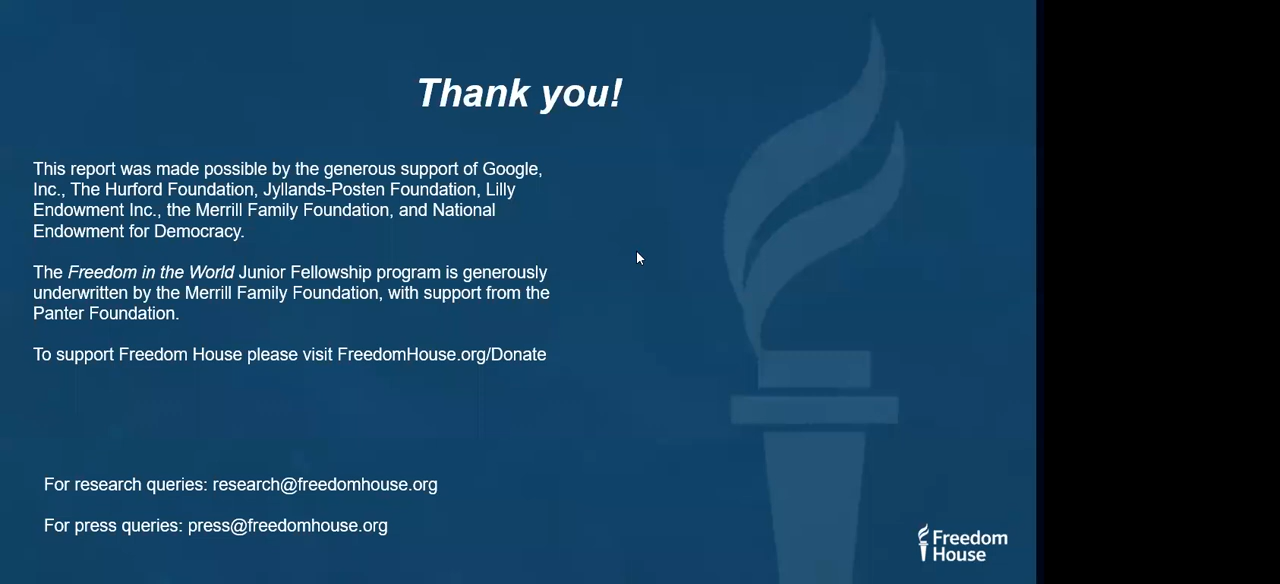 Thank you!
This report was made possible by the generous support of Google,
Inc., The Hurford Foundation, Jyllands-Posten Foundation, Lilly
Endowment Inc., the Merrill Family Foundation, and National
Endowment for Democracy.
The Freedom in the World Junior Fellowship program is generously
underwritten by the Merrill Family Foundation, with support from the
Panter Foundation.
To support Freedom House please visit FreedomHouse.org/Donate
For research queries: research@freedomhouse.org
For press queries: press@freedomhouse.org
Freedom
House